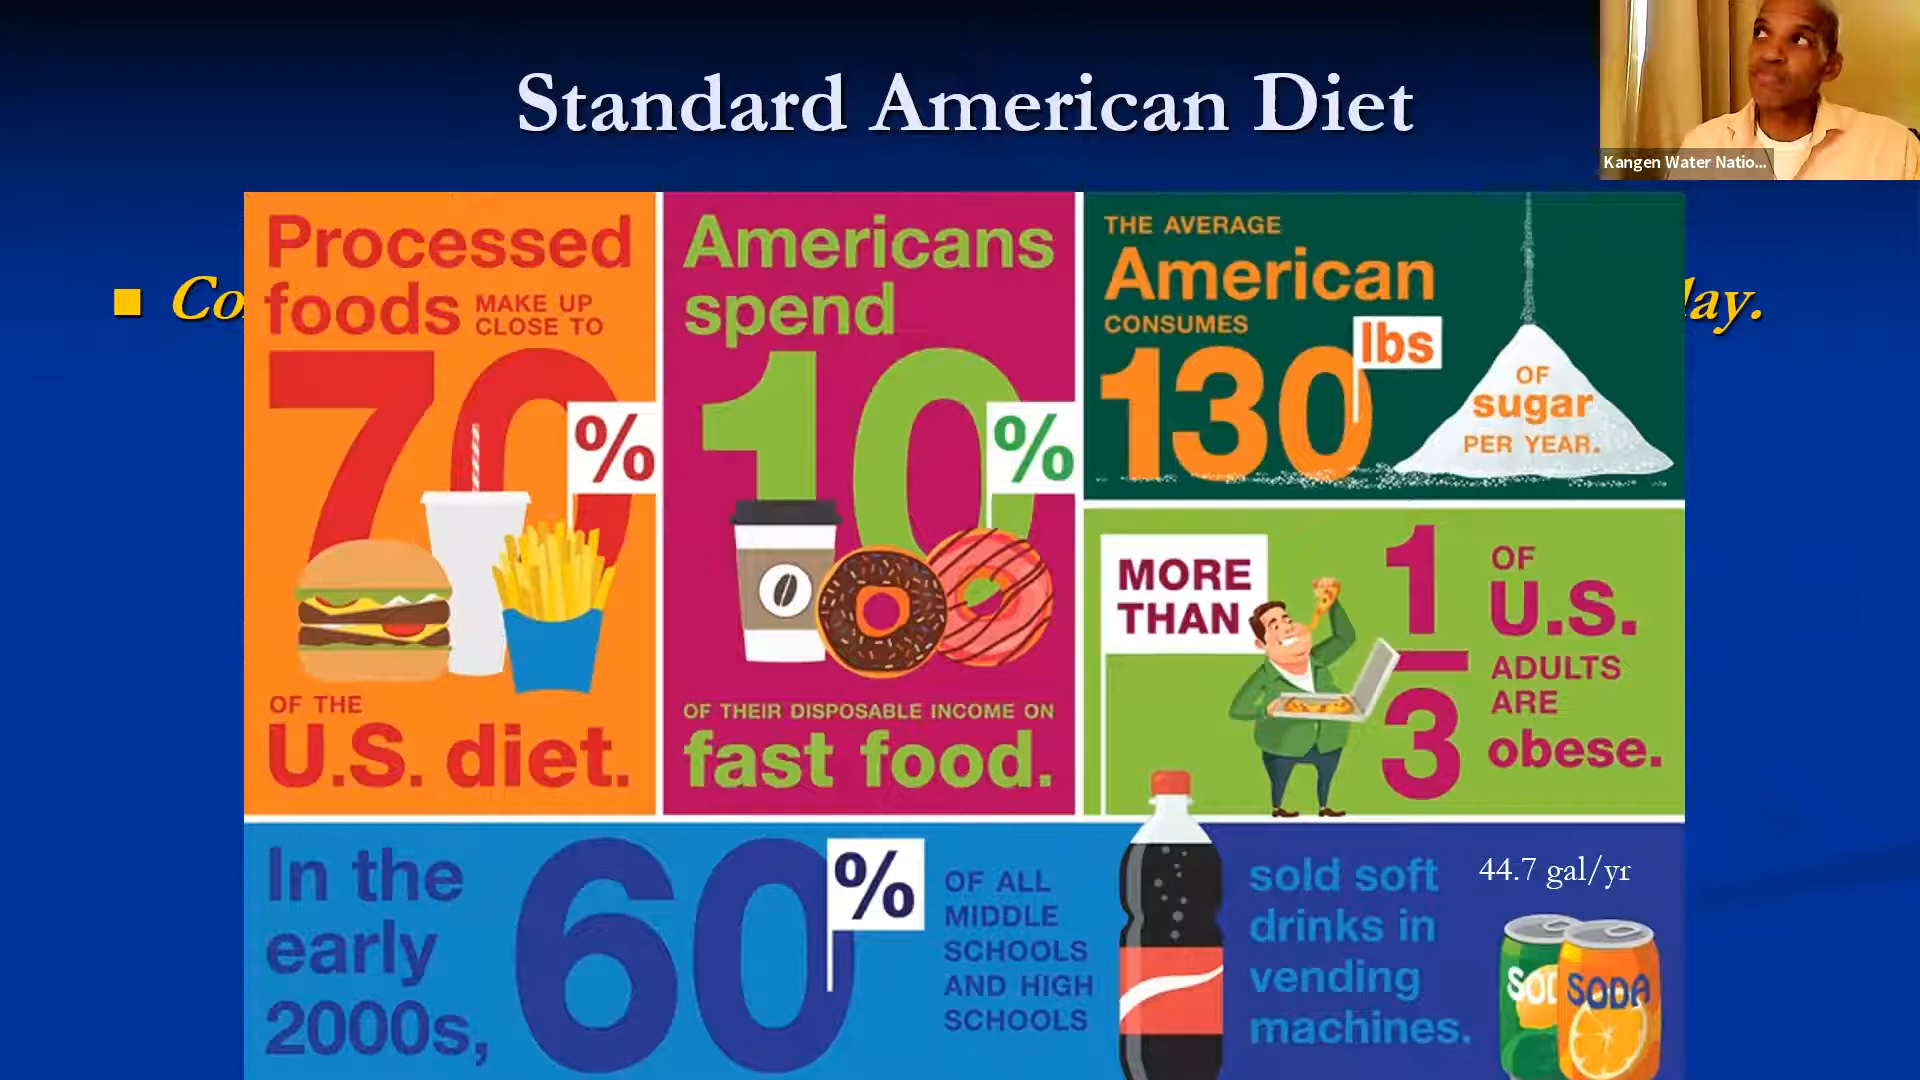 Standard American Diet
Kangen Water Natio...
Processed
foods MAKE UP
CLOSE TO
70%
OF THE
U.S. diet.
Americans
spend
10%
OF THEIR DISPOSABLE INCOME ON
fast food.
THE AVERAGE
American
CONSUMES
130 lbs
OF
sugar
PER YEAR.
MORE
THAN
1
3
OF
U.S.
ADULTS
ARE
obese.
In the
early
2000s,
60%
OF ALL
MIDDLE
SCHOOLS
AND HIGH
SCHOOLS
sold soft
drinks in
vending
machines.
44.7 gal/yr
SODA